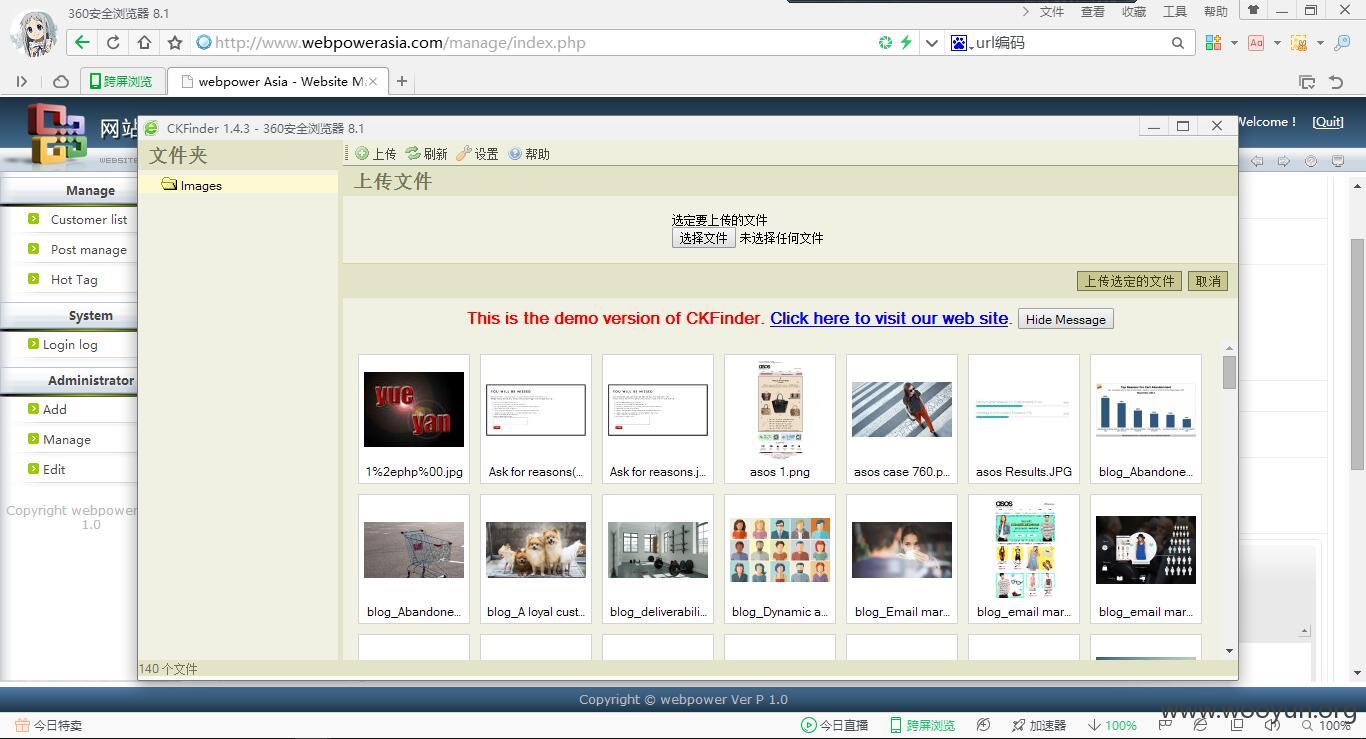 360安全浏览器 8.1
文件 查看 收藏 工具 帮助
http://www.webpowerasia.com/manage/index.php
url编码
跨屏浏览
webpower Asia - Website Ma
网站
WEBSITE
CKFinder 1.4.3 - 360安全浏览器 8.1
Welcome ! [Quit]
文件夹
上传 刷新 设置 帮助
Images
上传文件
Manage
Customer list
Post manage
Hot Tag
System
Login log
Administrator
Add
Manage
Edit
Copyright webpower
1.0
选定要上传的文件
选择文件 未选择任何文件
上传选定的文件 取消
This is the demo version of CKFinder. Click here to visit our web site. Hide Message
yue
yan
1%2ephp%00.jpg Ask for reasons(... Ask for reasons.j... asos 1.png asos case 760.p... asos Results.JPG blog_Abandone...
blog_Abandone... blog_A loyal cust... blog_deliverabili... blog_Dynamic a... blog_Email mar... blog_email mar... blog_email mar...
140 个文件
Copyright © webpower Ver P 1.0
今日特卖
今日直播 跨屏浏览 加速器 100% 100%
www.wooyun.org